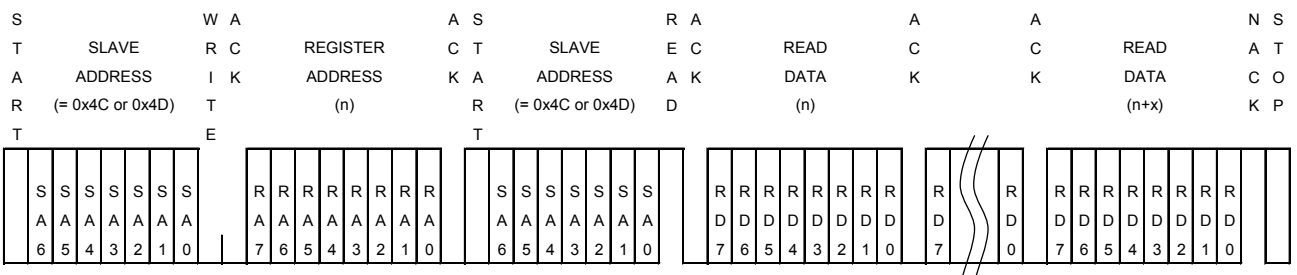 S W A A S R A A A N S
T SLAVE R C REGISTER C T SLAVE E C READ C C READ A T
A ADDRESS I K ADDRESS K A ADDRESS A K DATA K K DATA C O
R (= 0x4C or 0x4D) T (n) R (= 0x4C or 0x4D) D (n) (n+x) K P
T E T
S S S S S S S R R R R R R R R S S S S S S S R R R R R R R R R R R R R R R R R R
A A A A A A A A A A A A A A A A A A A A A A D D D D D D D D D D D D D D D D D D
6 5 4 3 2 1 0 7 6 5 4 3 2 1 0 6 5 4 3 2 1 0 7 6 5 4 3 2 1 0 7 0 7 6 5 4 3 2 1 0